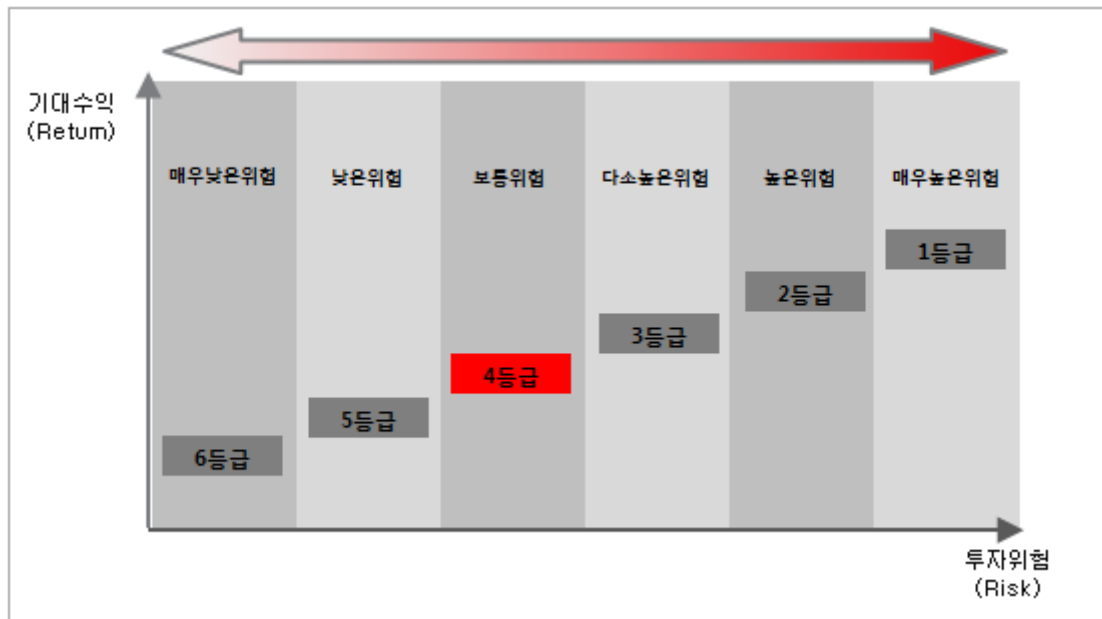 기대수익
(Return)
매우낮은위험
낮은위험
보통위험
다소높은위험
높은위험
매우높은위험
1등급
2등급
3등급
4등급
5등급
6등급
투자위험
(Risk)